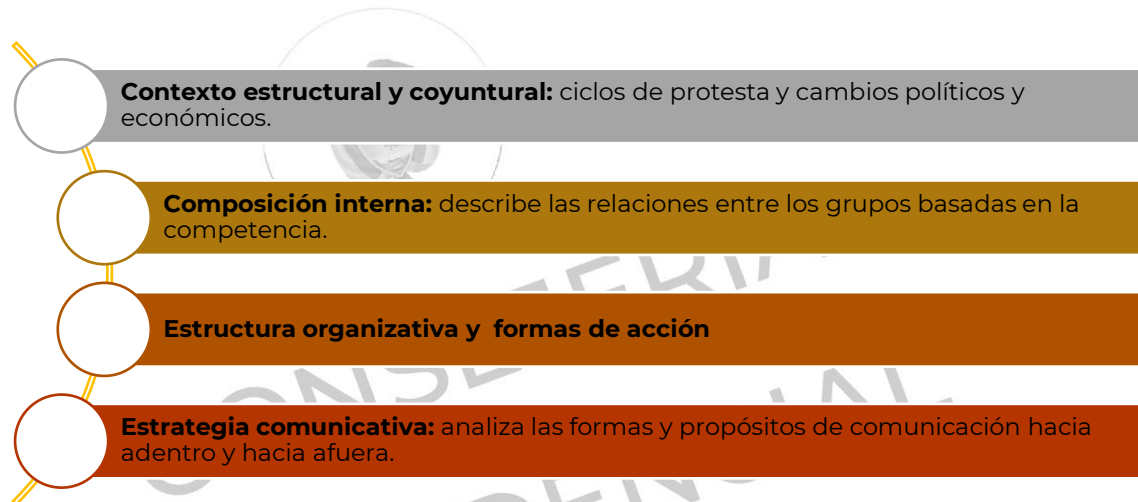 Contexto estructural y coyuntural: ciclos de protesta y cambios políticos y
económicos.
Composición interna: describe las relaciones entre los grupos basadas en la
competencia.
Estructura organizativa y  formas de acción
Estrategia comunicativa: analiza las formas y propósitos de comunicación hacia
adentro y hacia afuera.